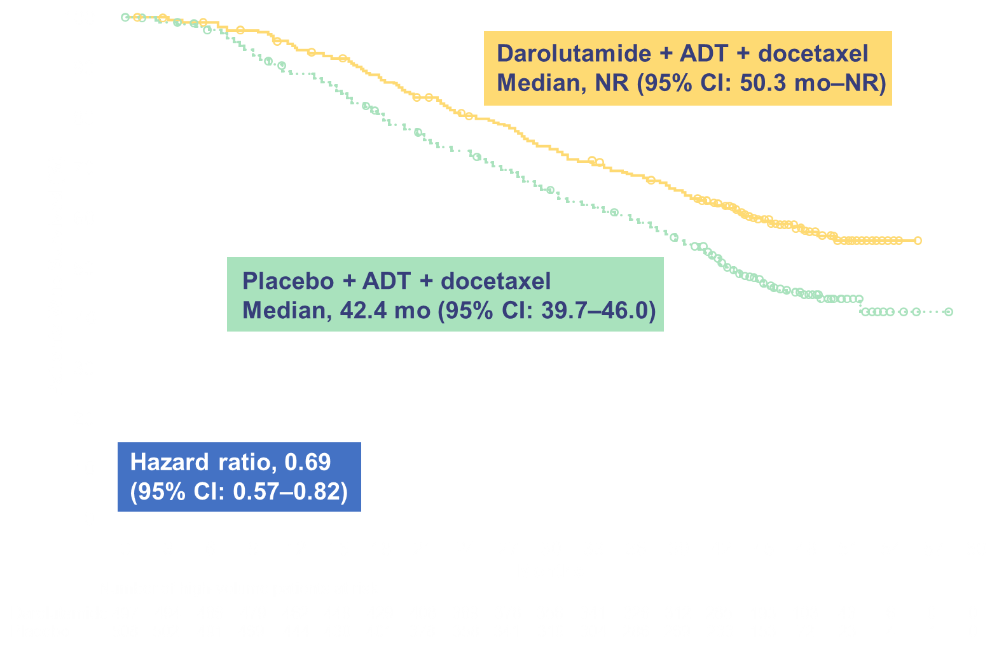 Darolutamide + ADT + docetaxel
Median, NR (95% CI: 50.3 mo–NR)
Placebo + ADT + docetaxel
Median, 42.4 mo (95% CI: 39.7–46.0)
Hazard ratio, 0.69
(95% CI: 0.57–0.82)